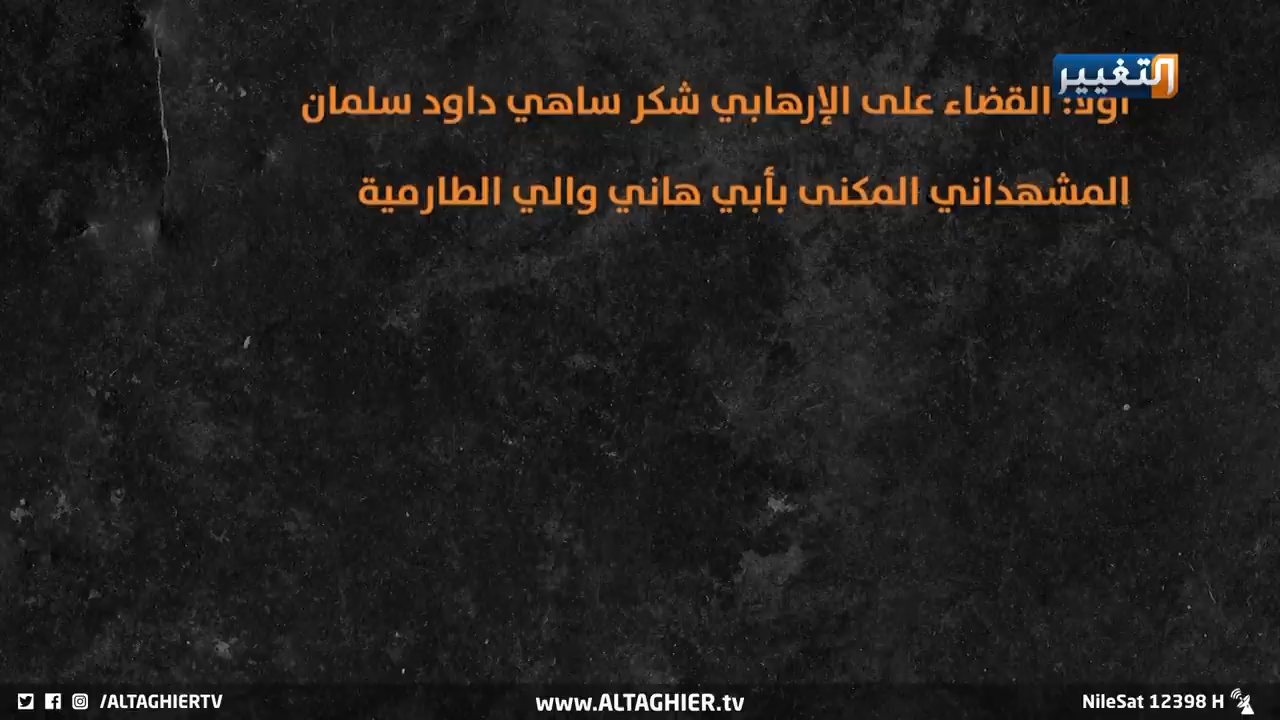 التغيير
أولا: القضاء على الإرهابي شكر ساهي داود سلمان
المشهداني المكنى بأبي هاني والي الطارمية
/ALTAGHIERTV
www.ALTAGHIER.tv
NileSat 12398 H